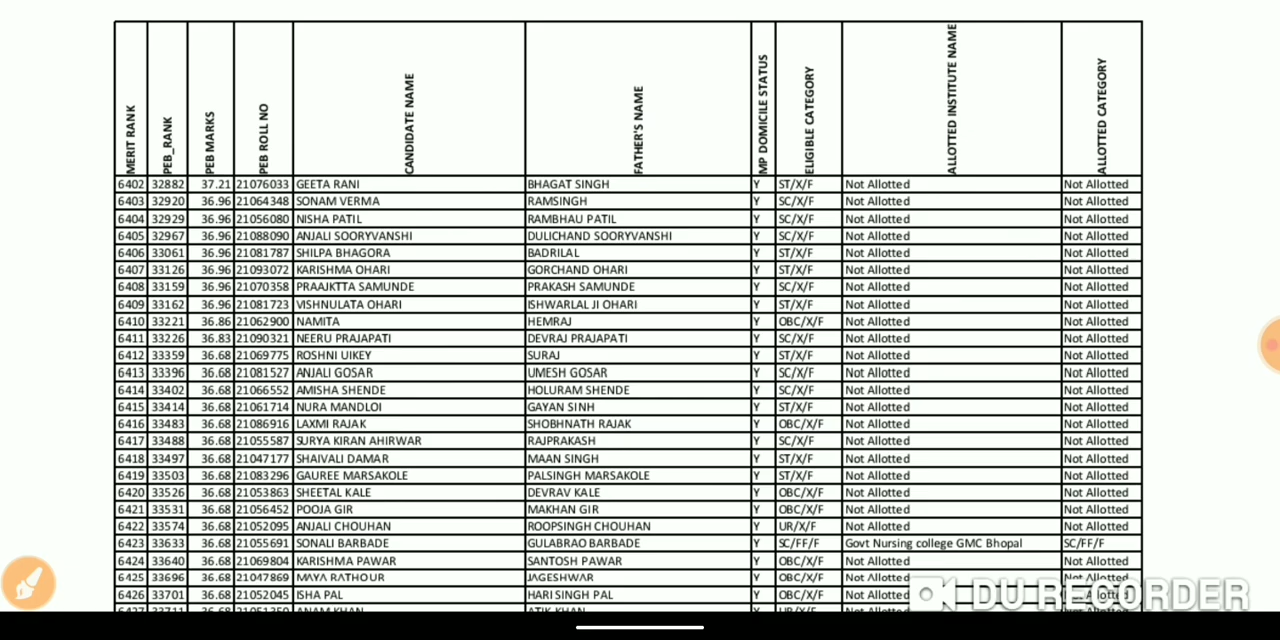 MERIT RANK PEB_RANK PEB MARKS PEB ROLL NO CANDIDATE NAME FATHER'S NAME MP DOMICILE STATUS ELIGIBLE CATEGORY ALLOTTED INSTITUTE NAME ALLOTTED CATEGORY
6402 32882 37.21 21076033 GEETA RANI BHAGAT SINGH Y ST/X/F Not Allotted Not Allotted
6403 32920 36.96 21064348 SONAM VERMA RAMSINGH Y SC/X/F Not Allotted Not Allotted
6404 32929 36.96 21056080 NISHA PATIL RAMBHAU PATIL Y SC/X/F Not Allotted Not Allotted
6405 32967 36.96 21088090 ANJALI SOORYVANSHI DULICHAND SOORYVANSHI Y SC/X/F Not Allotted Not Allotted
6406 33061 36.96 21081787 SHILPA BHAGORA BADRILAL Y ST/X/F Not Allotted Not Allotted
6407 33126 36.96 21093072 KARISHMA OHARI GORCHAND OHARI Y ST/X/F Not Allotted Not Allotted
6408 33159 36.96 21070358 PRAAJKTTA SAMUNDE PRAKASH SAMUNDE Y SC/X/F Not Allotted Not Allotted
6409 33162 36.96 21081723 VISHNULATA OHARI ISHWARLAL JI OHARI Y ST/X/F Not Allotted Not Allotted
6410 33221 36.86 21062900 NAMITA HEMRAJ Y OBC/X/F Not Allotted Not Allotted
6411 33226 36.83 21090321 NEERU PRAJAPATI DEVRAJ PRAJAPATI Y SC/X/F Not Allotted Not Allotted
6412 33359 36.68 21069775 ROSHNI UIKEY SURAJ Y ST/X/F Not Allotted Not Allotted
6413 33396 36.68 21081527 ANJALI GOSAR UMESH GOSAR Y SC/X/F Not Allotted Not Allotted
6414 33402 36.68 21066552 AMISHA SHENDE HOLURAM SHENDE Y SC/X/F Not Allotted Not Allotted
6415 33414 36.68 21061714 NURA MANDLOI GAYAN SINH Y ST/X/F Not Allotted Not Allotted
6416 33483 36.68 21086916 LAXMI RAJAK SHOBHNATH RAJAK Y OBC/X/F Not Allotted Not Allotted
6417 33488 36.68 21055587 SURYA KIRAN AHIRWAR RAJPRAKASH Y SC/X/F Not Allotted Not Allotted
6418 33497 36.68 21047177 SHAIVALI DAMAR MAAN SINGH Y ST/X/F Not Allotted Not Allotted
6419 33503 36.68 21083296 GAUREE MARSAKOLE PALSINGH MARSAKOLE Y ST/X/F Not Allotted Not Allotted
6420 33526 36.68 21053863 SHEETAL KALE DEVRAV KALE Y OBC/X/F Not Allotted Not Allotted
6421 33531 36.68 21056452 POOJA GIR MAKHAN GIR Y OBC/X/F Not Allotted Not Allotted
6422 33574 36.68 21052095 ANJALI CHOUHAN ROOPSINGH CHOUHAN Y UR/X/F Not Allotted Not Allotted
6423 33633 36.68 21055691 SONALI BARBADE GULABRAO BARBADE Y SC/FF/F Govt Nursing college GMC Bhopal SC/FF/F
6424 33640 36.68 21069804 KARISHMA PAWAR SANTOSH PAWAR Y OBC/X/F Not Allotted Not Allotted
6425 33696 36.68 21047869 MAYA RATHOUR JAGESHWAR Y OBC/X/F Not Allotted Not Allotted
6426 33701 36.68 21052045 ISHA PAL HARI SINGH PAL Y OBC/X/F Not Allotted Not Allotted
6427 33711 36.68 21051359 ANAM KHAN ATIK KHAN Y UR/X/F Not Allotted Not Allotted
DU RECORDER